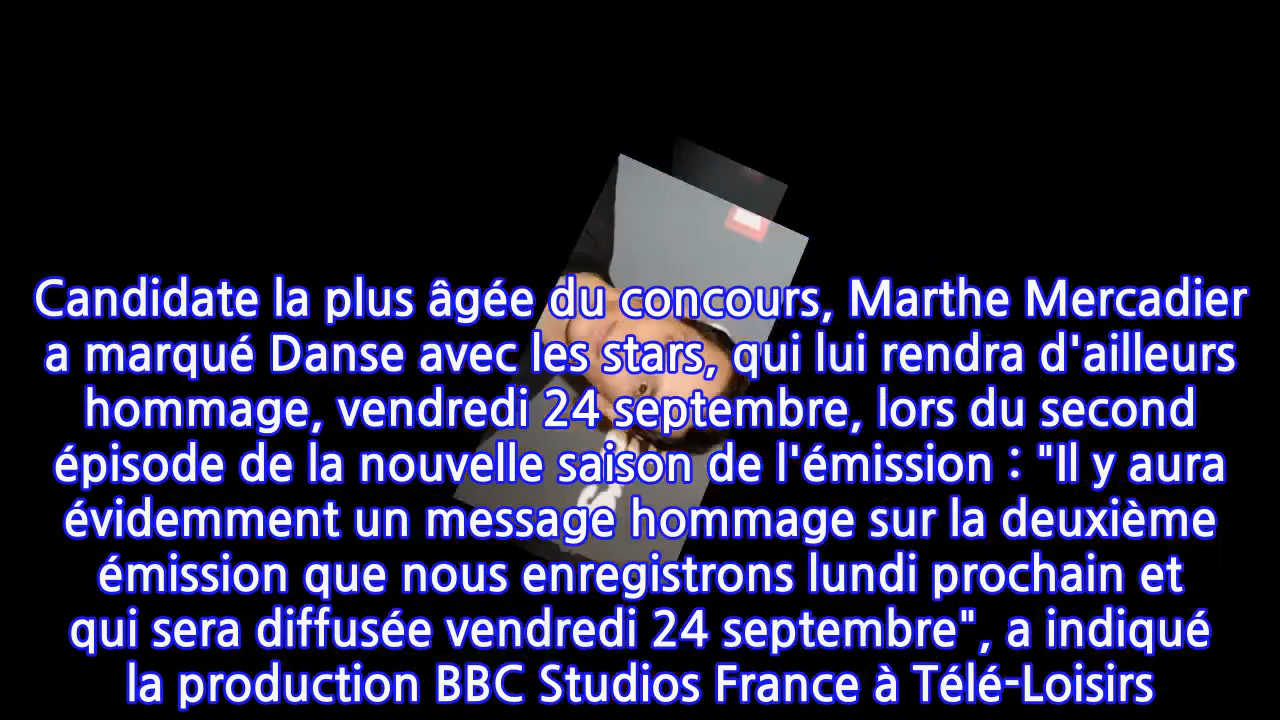 Candidate la plus âgée du concours, Marthe Mercadier
a marqué Danse avec les stars, qui lui rendra d'ailleurs
hommage, vendredi 24 septembre, lors du second
épisode de la nouvelle saison de l'émission : "Il y aura
évidemment un message hommage sur la deuxième
émission que nous enregistrons lundi prochain et
qui sera diffusée vendredi 24 septembre", a indiqué
la production BBC Studios France à Télé-Loisirs